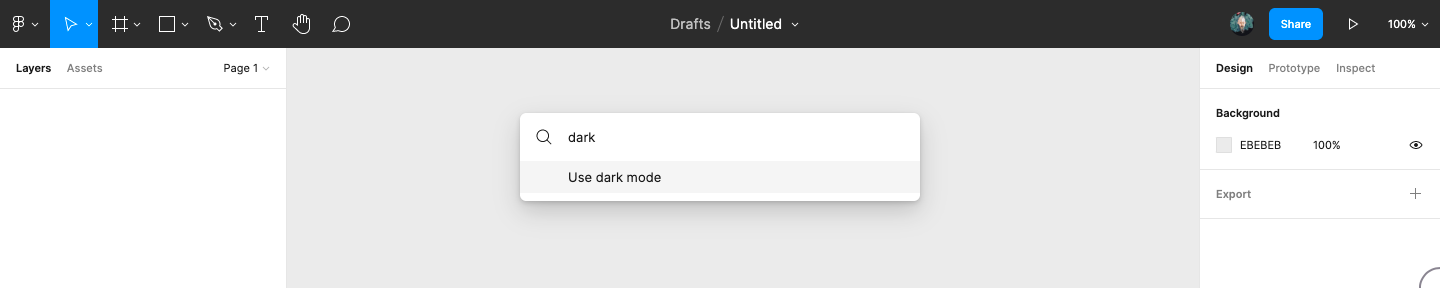 Drafts / Untitled
Share
100%
Layers Assets Page 1
Design Prototype Inspect
dark
Use dark mode
Background
EBEBEB 100%
Export